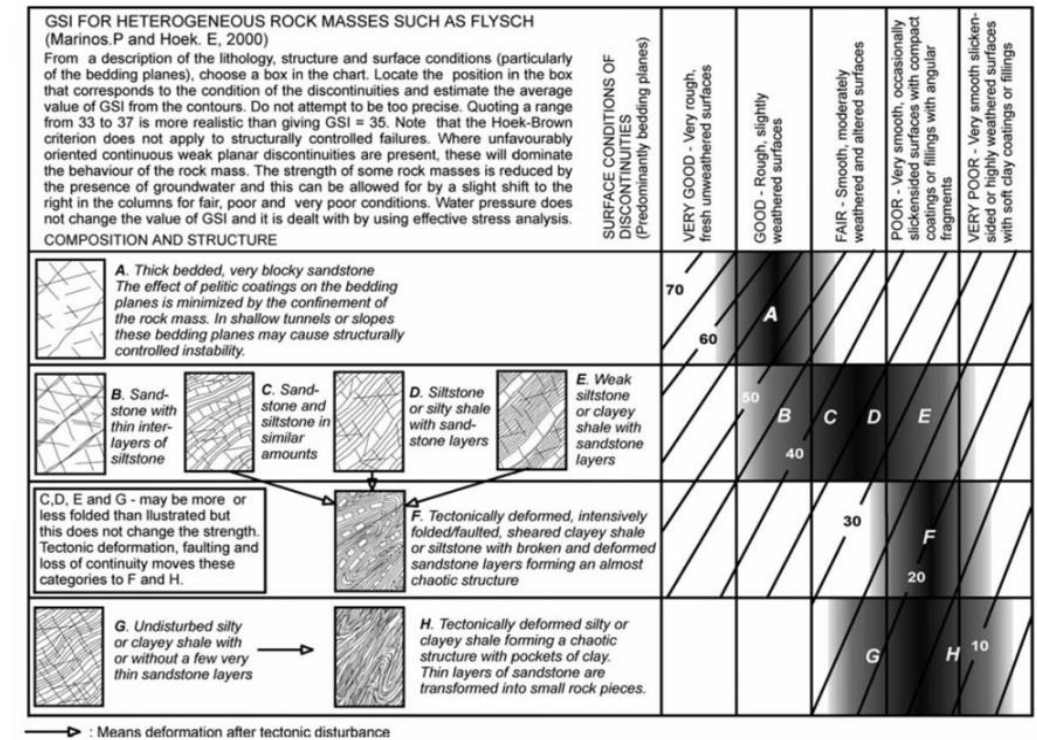 GSI FOR HETEROGENEOUS ROCK MASSES SUCH AS FLYSCH
(Marinos.P and Hoek. E, 2000)
From a description of the lithology, structure and surface conditions (particularly
of the bedding planes), choose a box in the chart. Locate the position in the box
that corresponds to the condition of the discontinuities and estimate the average
value of GSI from the contours. Do not attempt to be too precise. Quoting a range
from 33 to 37 is more realistic than giving GSI = 35. Note that the Hoek-Brown
criterion does not apply to structurally controlled failures. Where unfavourably
oriented continuous weak planar discontinuities are present, these will dominate
the behaviour of the rock mass. The strength of some rock masses is reduced by
the presence of groundwater and this can be allowed for by a slight shift to the
right in the columns for fair, poor and very poor conditions. Water pressure does
not change the value of GSI and it is dealt with by using effective stress analysis.
COMPOSITION AND STRUCTURE
SURFACE CONDITIONS OF
DISCONTINUITIES
(Predominantly bedding planes)
VERY GOOD - Very rough,
fresh unweathered surfaces
GOOD - Rough, slightly
weathered surfaces
FAIR - Smooth, moderately
weathered and altered surfaces
POOR - Very smooth, occasionally
slickensided surfaces with compact
coatings or fillings with angular
fragments
VERY POOR - Very smooth slicken-
sided or highly weathered surfaces
with soft clay coatings or fillings
A. Thick bedded, very blocky sandstone
The effect of pelitic coatings on the bedding
planes is minimized by the confinement of
the rock mass. In shallow tunnels or slopes
these bedding planes may cause structurally
controlled instability.
70
60
A
B. Sand-
stone with
thin inter-
layers of
siltstone
C. Sand-
stone and
siltstone in
similar
amounts
D. Siltstone
or silty shale
with sand-
stone layers
E. Weak
siltstone
or clayey
shale with
sandstone
layers
50
B
C
D
E
40
C,D, E and G - may be more or
less folded than llustrated but
this does not change the strength.
Tectonic deformation, faulting and
loss of continuity moves these
categories to F and H.
F. Tectonically deformed, intensively
folded/faulted, sheared clayey shale
or siltstone with broken and deformed
sandstone layers forming an almost
chaotic structure
30
F
20
G. Undisturbed silty
or clayey shale with
or without a few very
thin sandstone layers
H. Tectonically deformed silty or
clayey shale forming a chaotic
structure with pockets of clay.
Thin layers of sandstone are
transformed into small rock pieces.
G
H
10
: Means deformation after tectonic disturbance